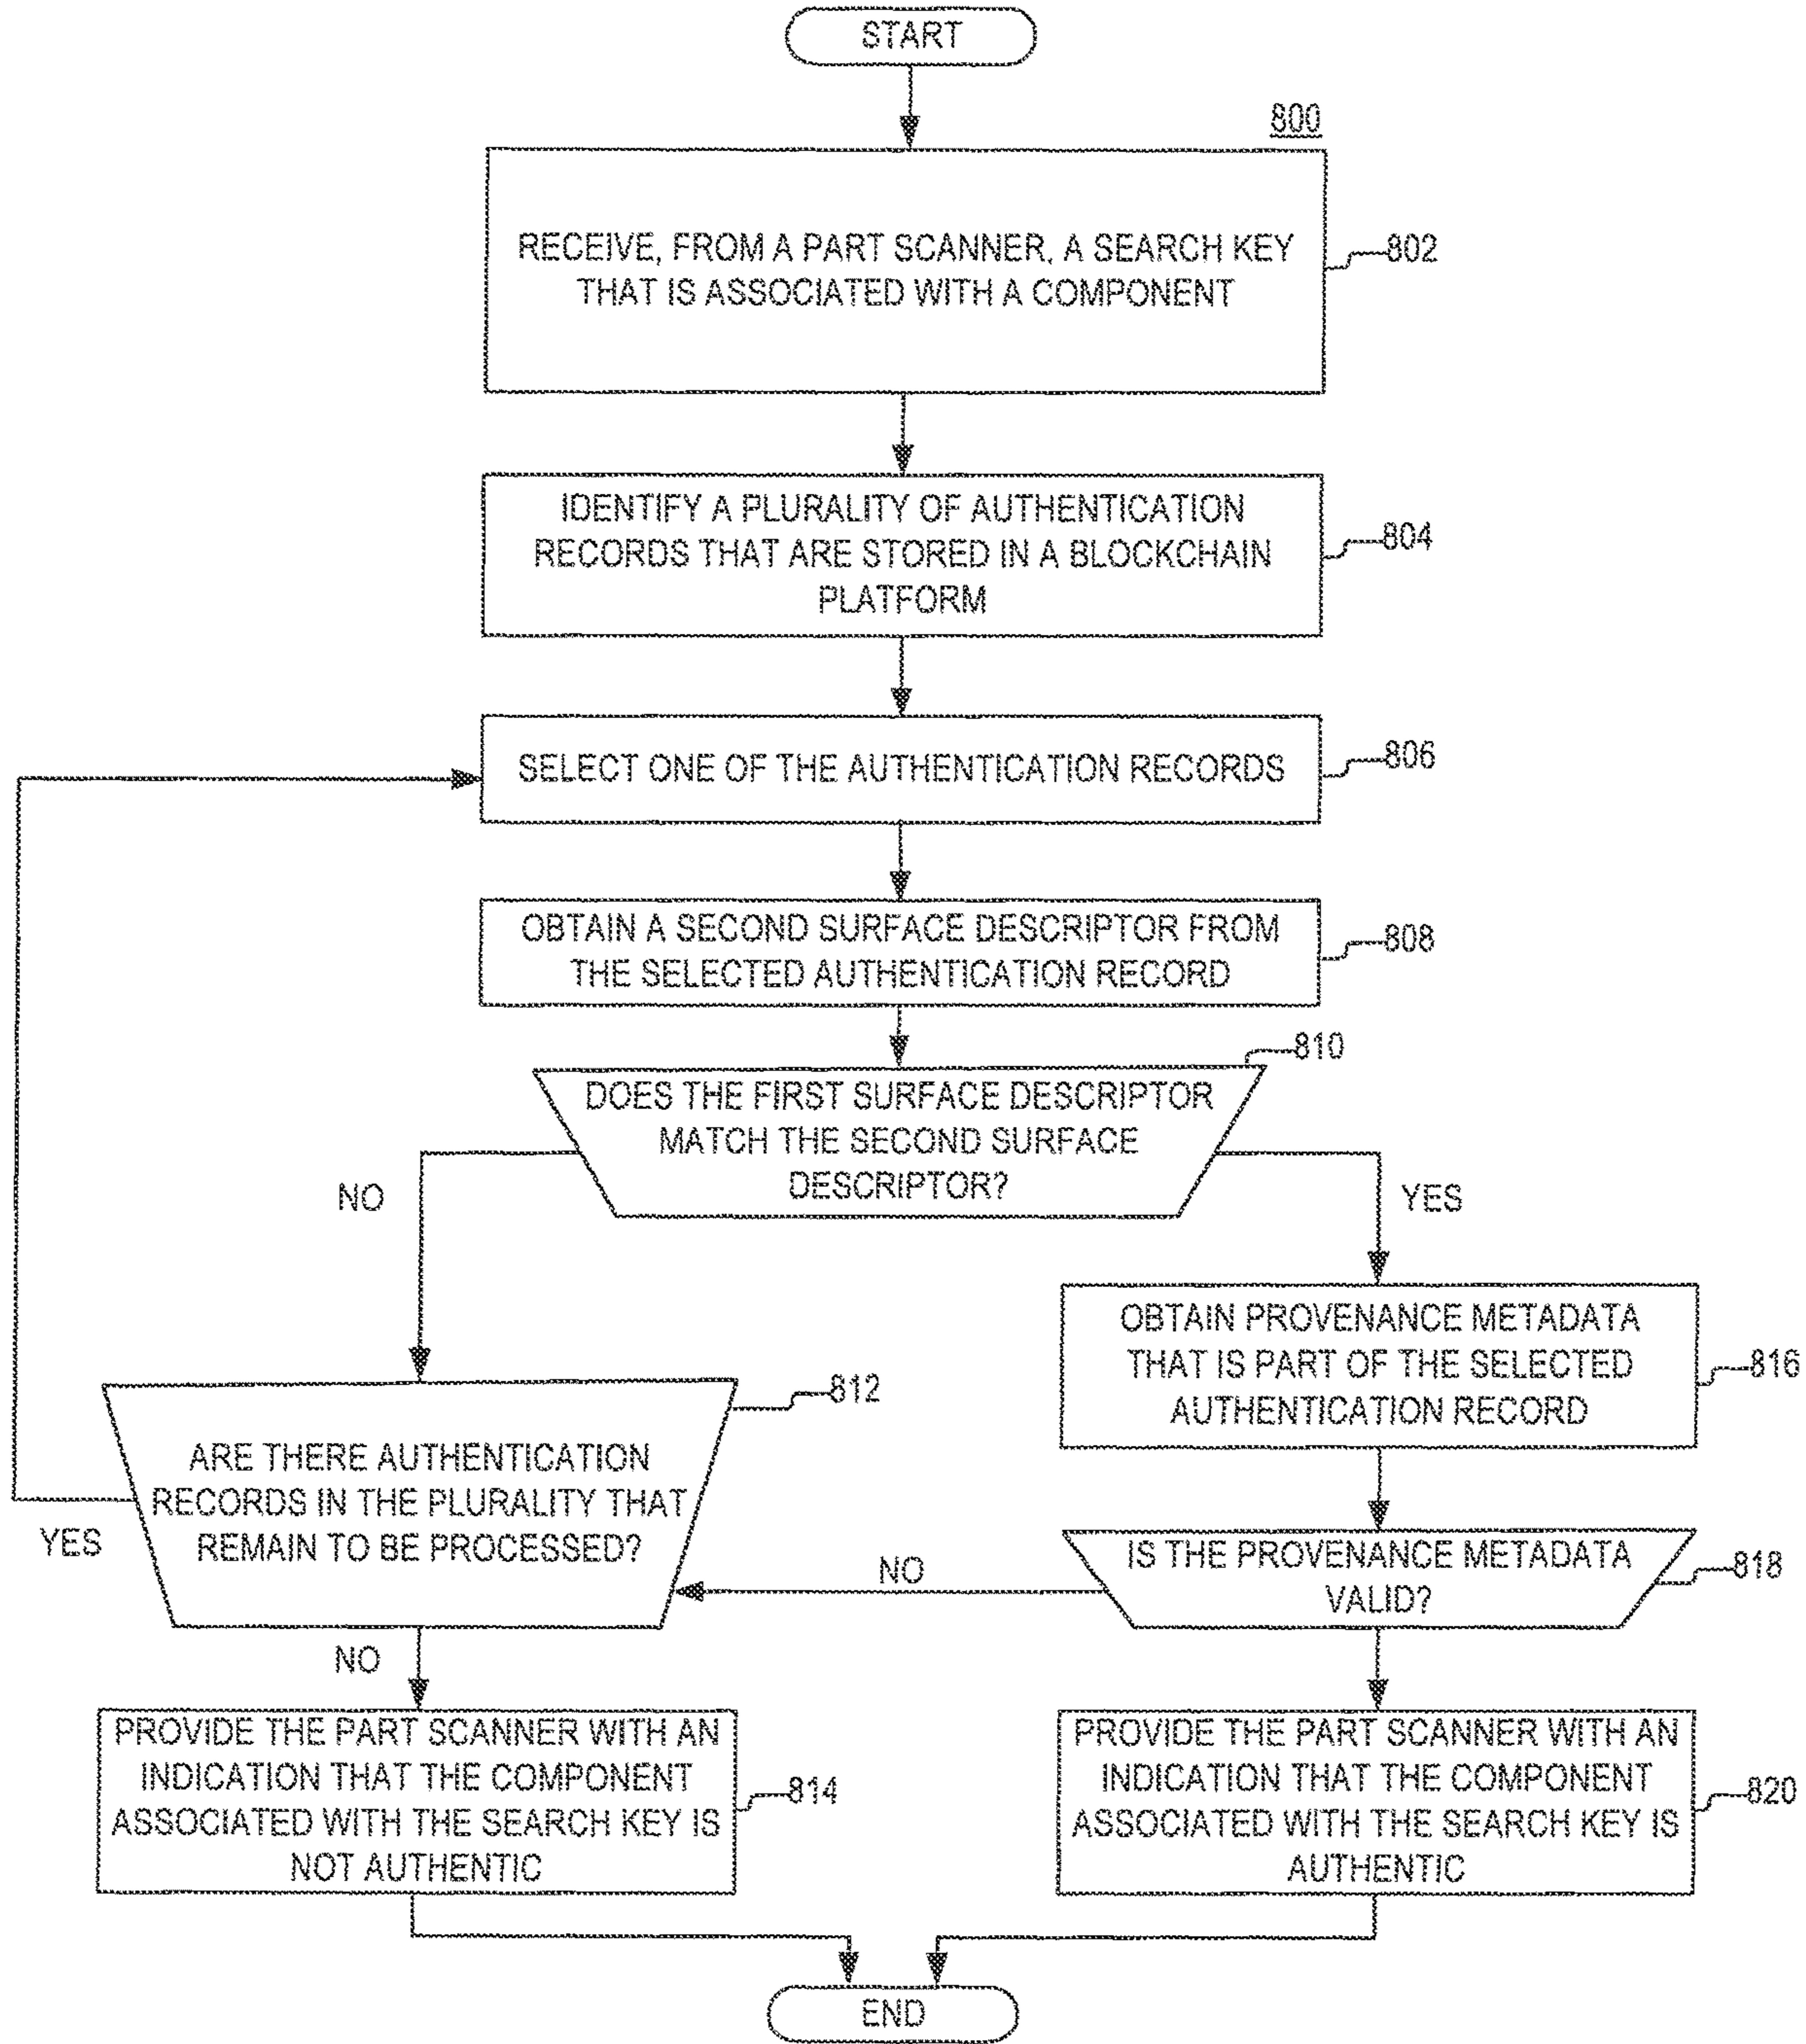 START
800
RECEIVE, FROM A PART SCANNER, A SEARCH KEY
THAT IS ASSOCIATED WITH A COMPONENT
802
IDENTIFY A PLURALITY OF AUTHENTICATION
RECORDS THAT ARE STORED IN A BLOCKCHAIN
PLATFORM
804
SELECT ONE OF THE AUTHENTICATION RECORDS
806
OBTAIN A SECOND SURFACE DESCRIPTOR FROM
THE SELECTED AUTHENTICATION RECORD
808
810
DOES THE FIRST SURFACE DESCRIPTOR
MATCH THE SECOND SURFACE
DESCRIPTOR?
NO
YES
OBTAIN PROVENANCE METADATA
THAT IS PART OF THE SELECTED
AUTHENTICATION RECORD
816
812
ARE THERE AUTHENTICATION
RECORDS IN THE PLURALITY THAT
REMAIN TO BE PROCESSED?
YES
NO
IS THE PROVENANCE METADATA
VALID?
818
NO
PROVIDE THE PART SCANNER WITH AN
INDICATION THAT THE COMPONENT
ASSOCIATED WITH THE SEARCH KEY IS
NOT AUTHENTIC
814
PROVIDE THE PART SCANNER WITH AN
INDICATION THAT THE COMPONENT
ASSOCIATED WITH THE SEARCH KEY IS
AUTHENTIC
820
END